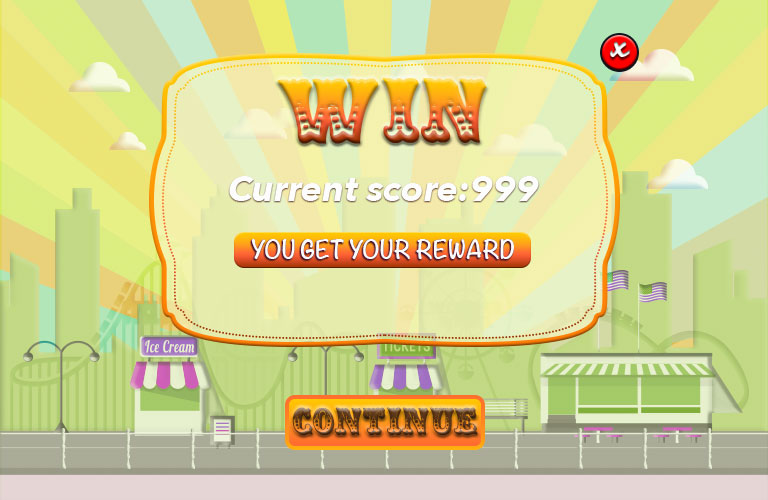 x
WIN
Current score:999
YOU GET YOUR REWARD
Ice Cream
TICKETS
CONTINUE